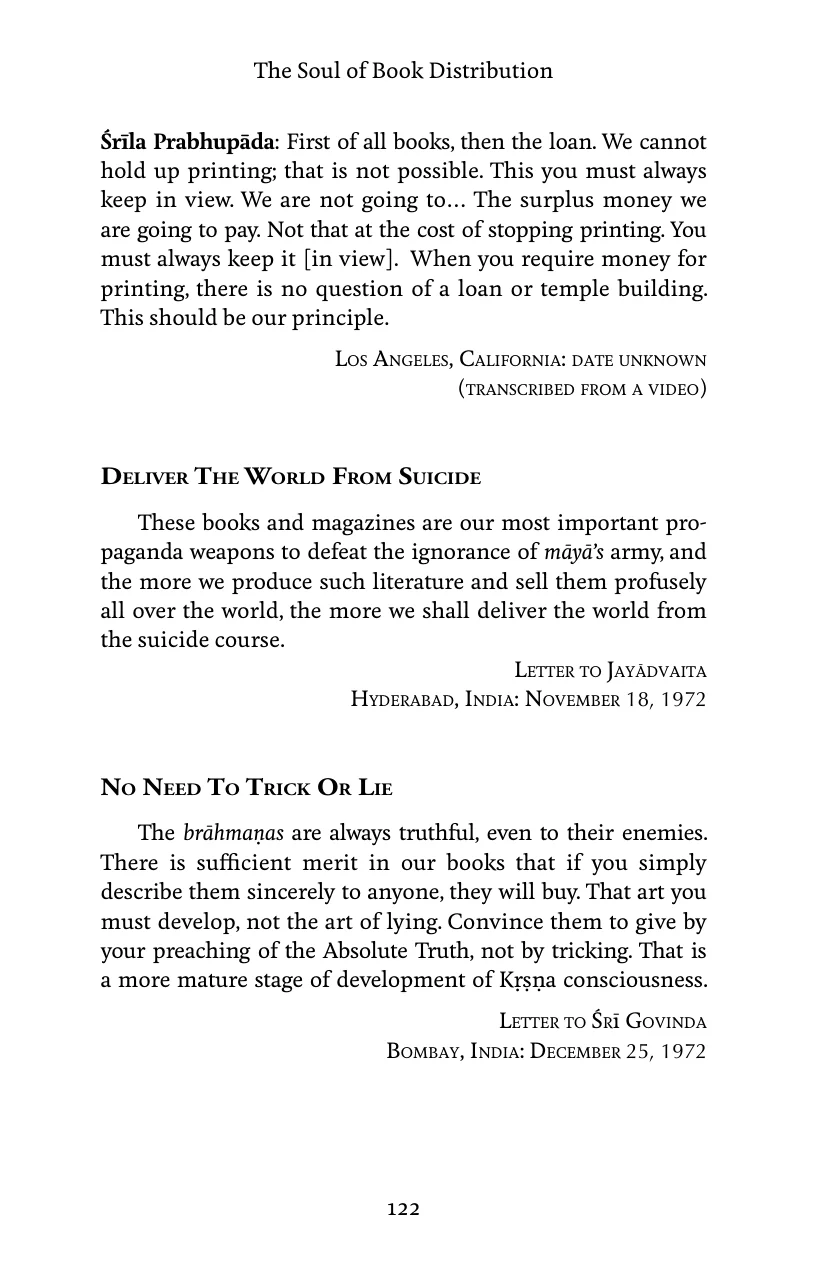 The Soul of Book Distribution
Śrīla Prabhupāda: First of all books, then the loan. We cannot
hold up printing; that is not possible. This you must always
keep in view. We are not going to… The surplus money we
are going to pay. Not that at the cost of stopping printing. You
must always keep it [in view]. When you require money for
printing, there is no question of a loan or temple building.
This should be our principle.
Los Angeles, California: date unknown
(transcribed from a video)
Deliver The World From Suicide
These books and magazines are our most important pro-
paganda weapons to defeat the ignorance of māyā’s army, and
the more we produce such literature and sell them profusely
all over the world, the more we shall deliver the world from
the suicide course.
Letter to Jayādvaita
Hyderabad, India: November 18, 1972
No Need To Trick Or Lie
The brāhmaṇas are always truthful, even to their enemies.
There is sufficient merit in our books that if you simply
describe them sincerely to anyone, they will buy. That art you
must develop, not the art of lying. Convince them to give by
your preaching of the Absolute Truth, not by tricking. That is
a more mature stage of development of Kṛṣṇa consciousness.
Letter to Śrī Govinda
Bombay, India: December 25, 1972
122